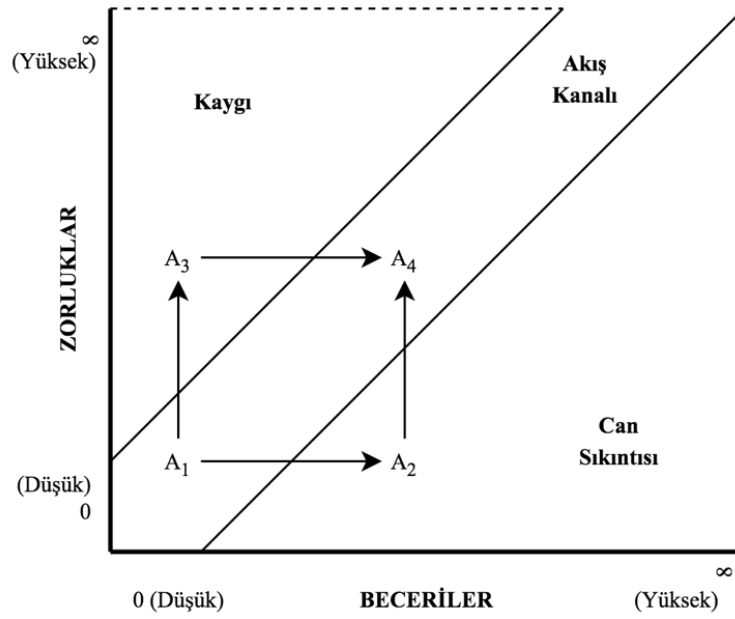 ∞
(Yüksek)
Kaygı
Akış
Kanalı
ZORLUKLAR
A₃
A₄
A₁
A₂
Can
Sıkıntısı
(Düşük)
0
0 (Düşük)
BECERİLER
∞
(Yüksek)